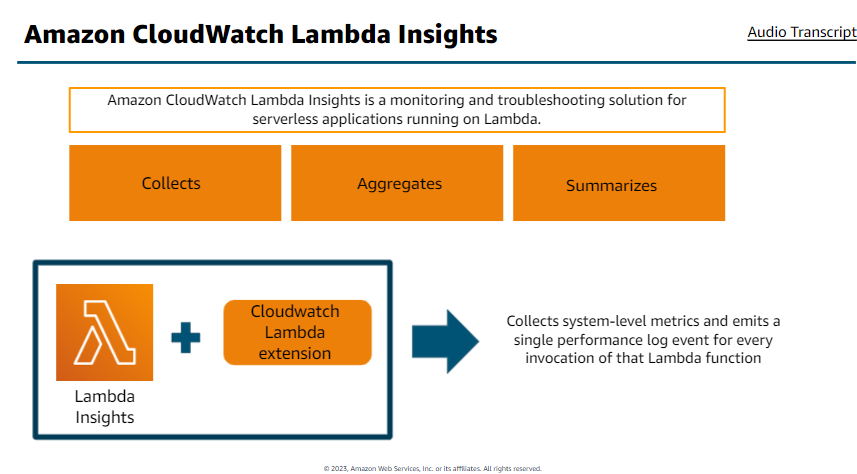 Amazon CloudWatch Lambda Insights
Audio Transcript
Amazon CloudWatch Lambda Insights is a monitoring and troubleshooting solution for
serverless applications running on Lambda.
Collects
Aggregates
Summarizes
Lambda
Insights
Cloudwatch
Lambda
extension
Collects system-level metrics and emits a
single performance log event for every
invocation of that Lambda function
© 2023, Amazon Web Services, Inc. or its affiliates. All rights reserved.